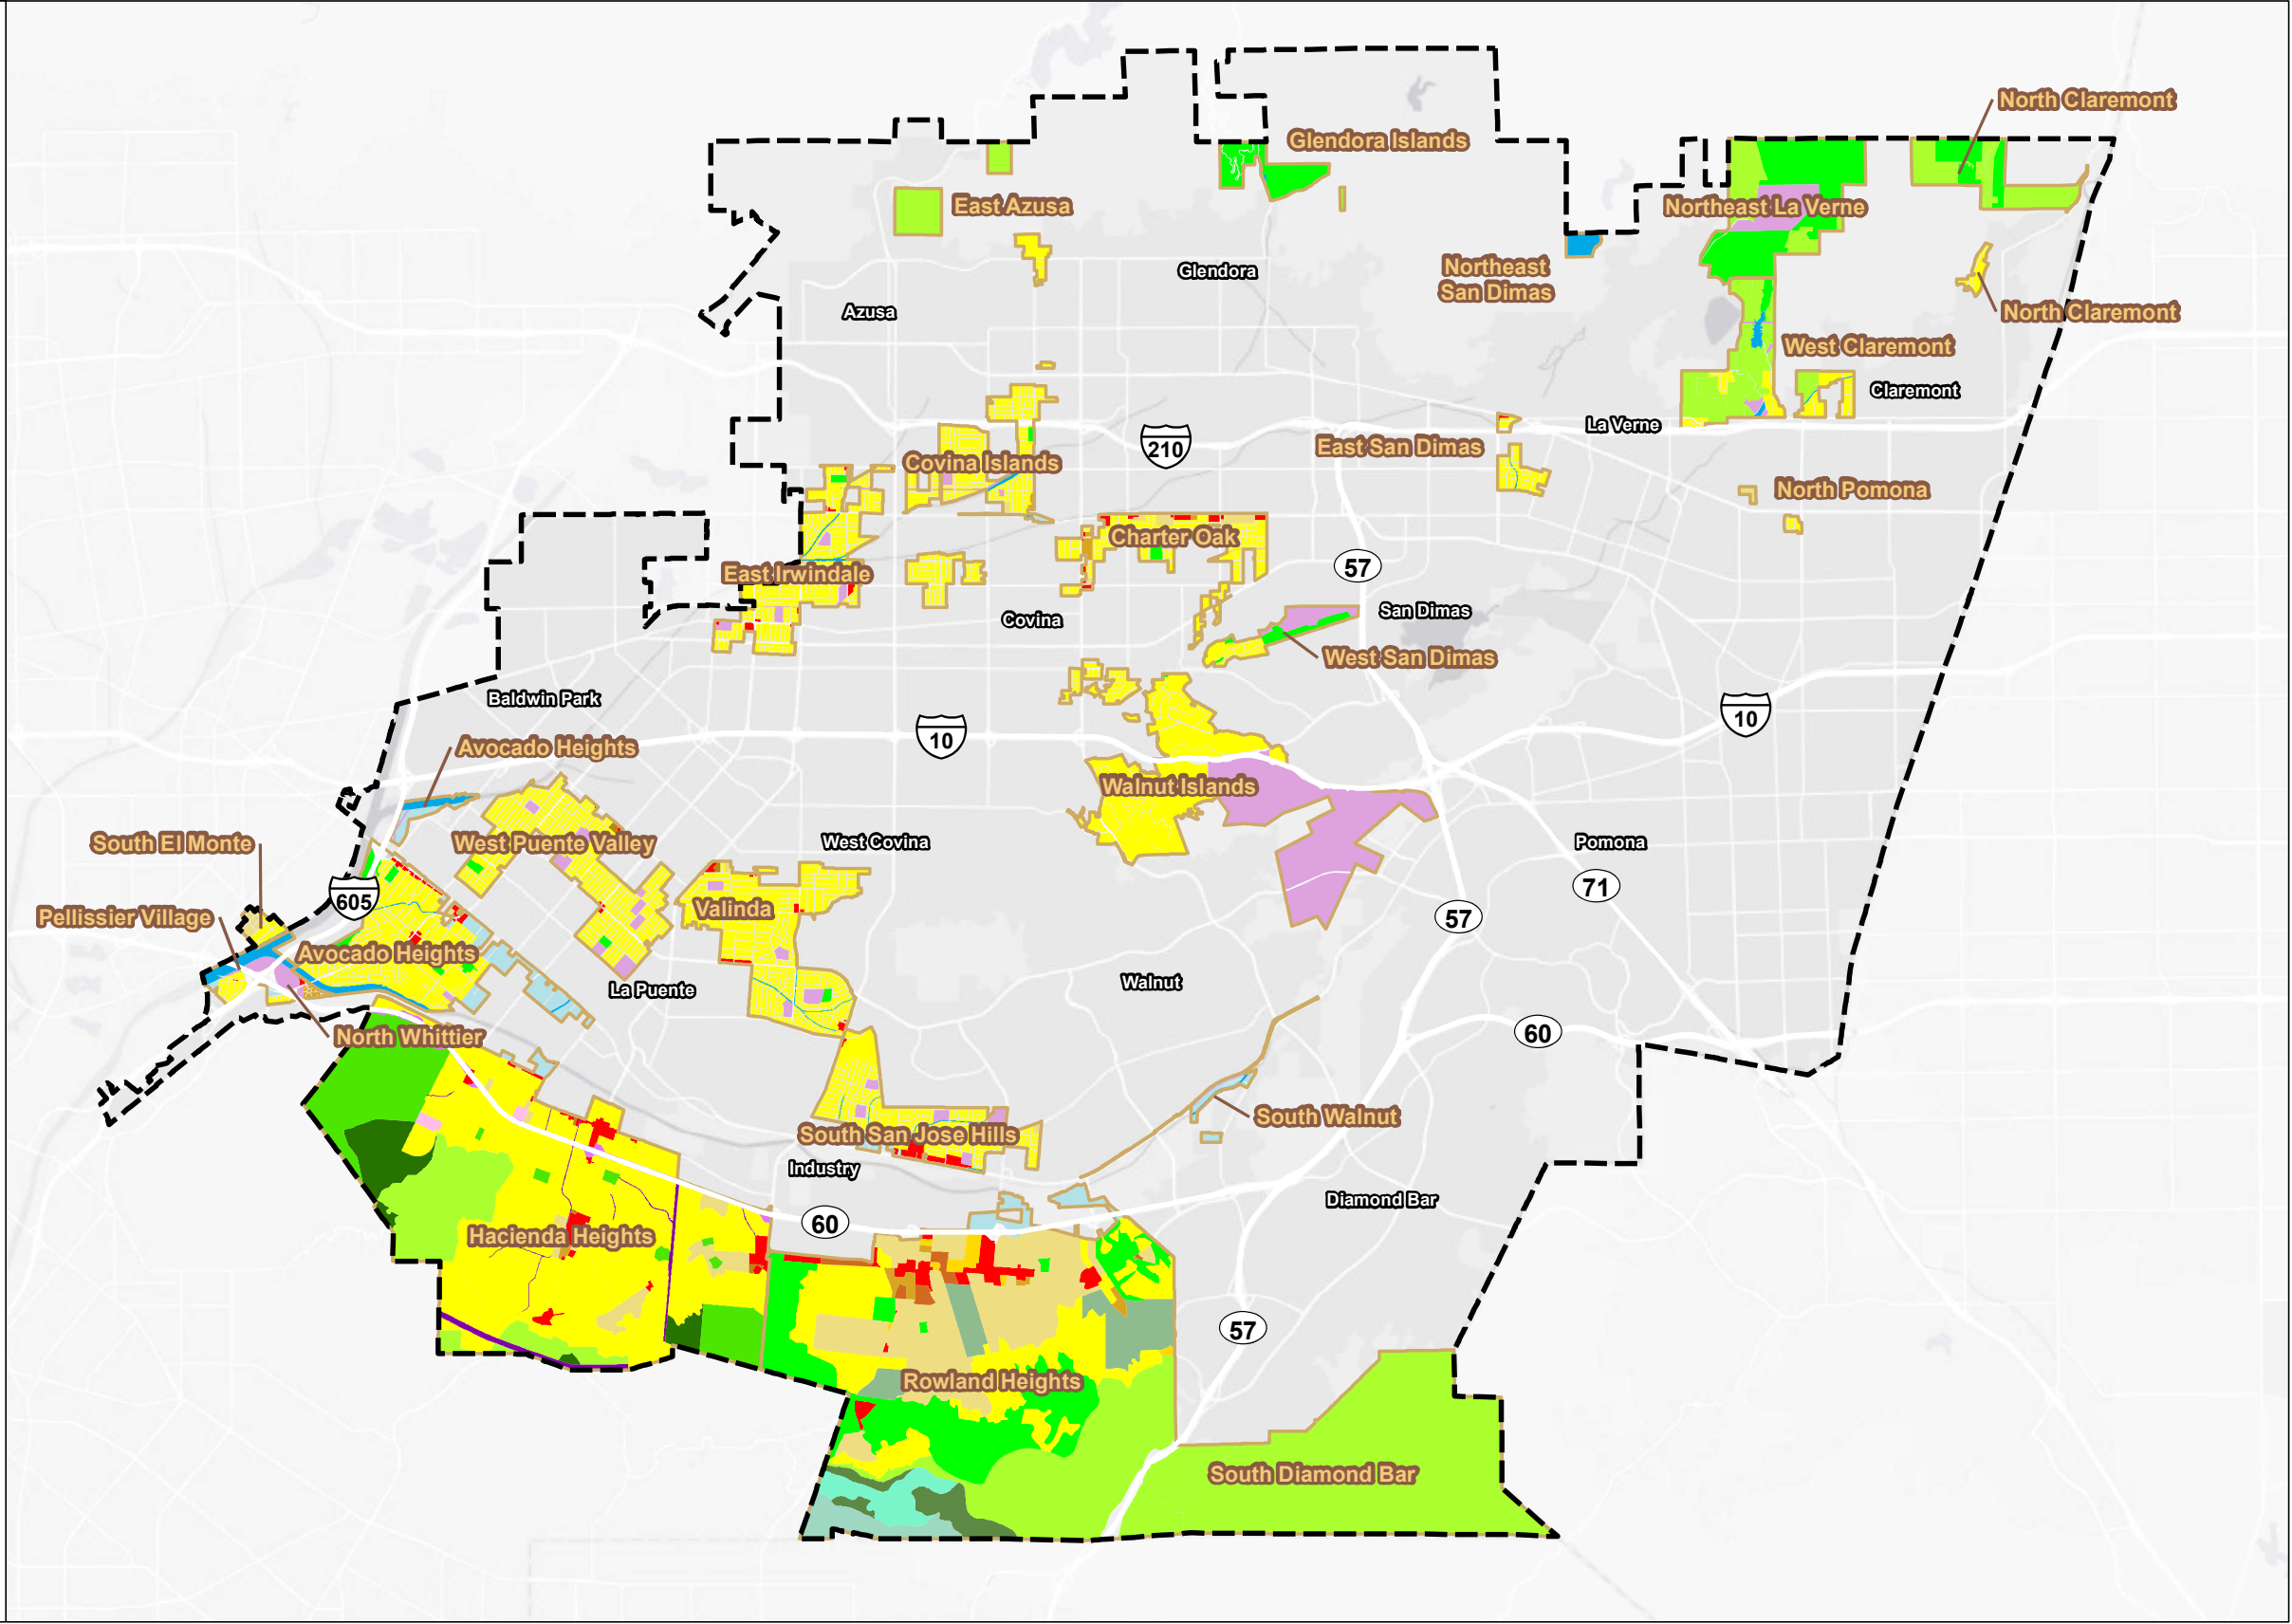 North Claremont
Glendora Islands
East Azusa
Northeast La Verne
Glendora
Northeast
San Dimas
Azusa
North Claremont
West Claremont
Claremont
La Verne
210
East San Dimas
Covina Islands
North Pomona
Charter Oak
57
East Irwindale
San Dimas
Covina
West San Dimas
Baldwin Park
10
10
Avocado Heights
Walnut Islands
South El Monte
West Puente Valley
West Covina
Pomona
71
605
Valinda
Pellissier Village
57
Avocado Heights
Walnut
La Puente
60
North Whittier
South Walnut
South San Jose Hills
Industry
Diamond Bar
60
Hacienda Heights
57
Rowland Heights
South Diamond Bar